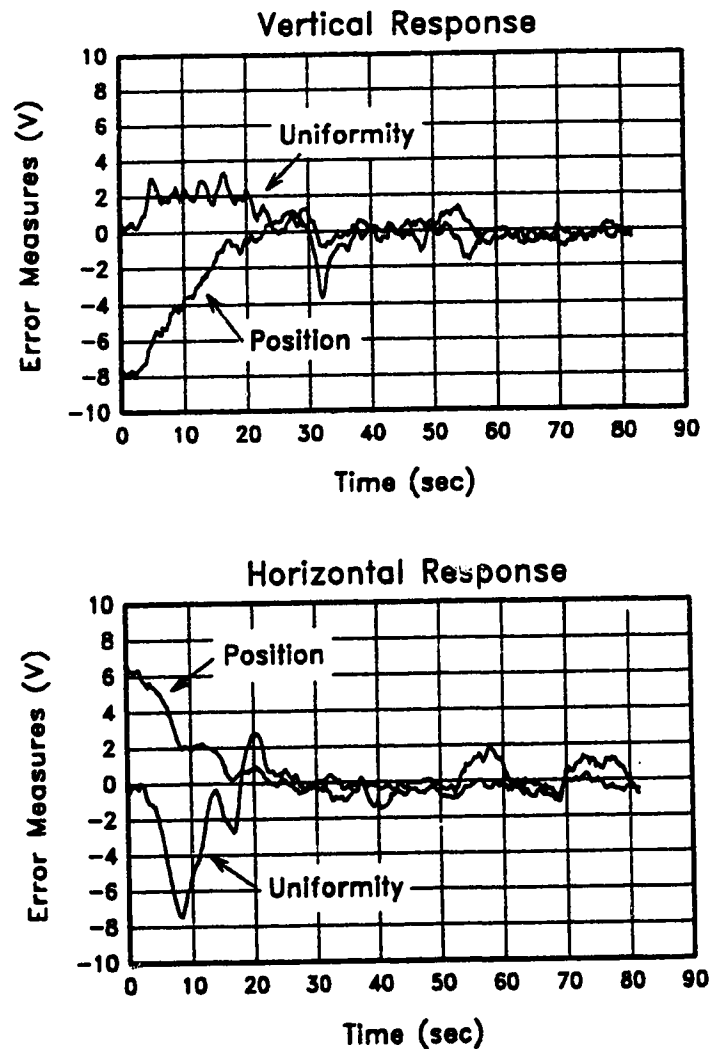 Vertical Response
Error Measures (V)
10
8
6
4
2
0
−2
−4
−6
−8
−10
Uniformity
Position
0 10 20 30 40 50 60 70 80 90
Time (sec)
Horizontal Response
Error Measures (V)
10
8
6
4
2
0
−2
−4
−6
−8
−10
Position
Uniformity
0 10 20 30 40 50 60 70 80 90
Time (sec)